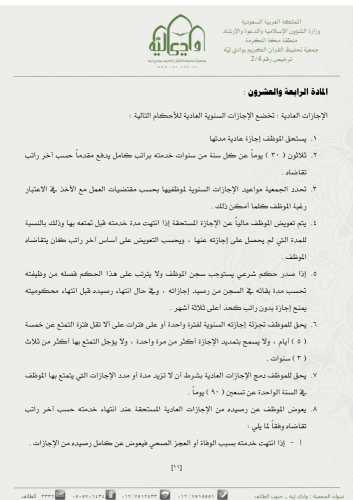 المملكة العربية السعودية
وزارة الشؤون الإسلامية والدعوة والإرشاد
منطقة مكة المكرمة
جمعية تحفيظ القرآن الكريم بوادي ليّة
ترخيص رقم 2/4
وادي ليّة
المادة الرابعة والعشرون :
الإجازات العادية : تخضع الإجازات السنوية العادية للأحكام التالية :
١. يستحق الموظف إجازة عادية مدتها
٢. ثلاثون ( ٣٠ ) يوماً عن كل سنة من سنوات خدمته براتب كامل يدفع مقدماً حسب آخر راتب
تقاضاه .
٣. تحدد الجمعية مواعيد الإجازات السنوية لموظفيها بحسب مقتضيات العمل مع الأخذ في الاعتبار
رغبة الموظف كلما أمكن ذلك .
٤. يتم تعويض الموظف مالياً عن الإجازة المستحقة إذا انتهت مدة خدمته قبل تمتعه بها وذلك بالنسبة
للمدة التي لم يحصل على إجازته عنها ، ويحسب التعويض على أساس آخر راتب كان يتقاضاه
الموظف .
٥. إذا صدر حكم شرعي يستوجب سجن الموظف ولا يترتب على هذا الحكم فصله من وظيفته
تحسب مدة بقائه في السجن من رصيد إجازاته ، وفي حال انتهاء رصيده قبل انتهاء محكوميته
يمنح إجازة بدون راتب كحد أعلى ثلاثة أشهر .
٦. يحق للموظف تجزئة إجازته السنوية لفترة واحدة أو على فترات على ألا تقل فترة التمتع عن خمسة
( ٥ ) أيام ، ولا يسمح بتمديد الإجازة أكثر من مرة واحدة ، ولا يؤجل التمتع بها أكثر من ثلاث
( ٣ ) سنوات .
٧. يحق للموظف دمج الإجازات العادية بشرط أن لا تزيد مدة أو مدد الإجازات التي يتمتع بها الموظف
في السنة الواحدة عن تسعين ( ٩٠ ) يوماً .
٨. يعوض الموظف عن رصيده من الإجازات العادية المستحقة عند انتهاء خدمته حسب آخر راتب
تقاضاه وفقاً لما يلي :
أ - إذا انتهت خدمته بسبب الوفاة أو العجز الصحي فيعوض عن كامل رصيده من الإجازات .